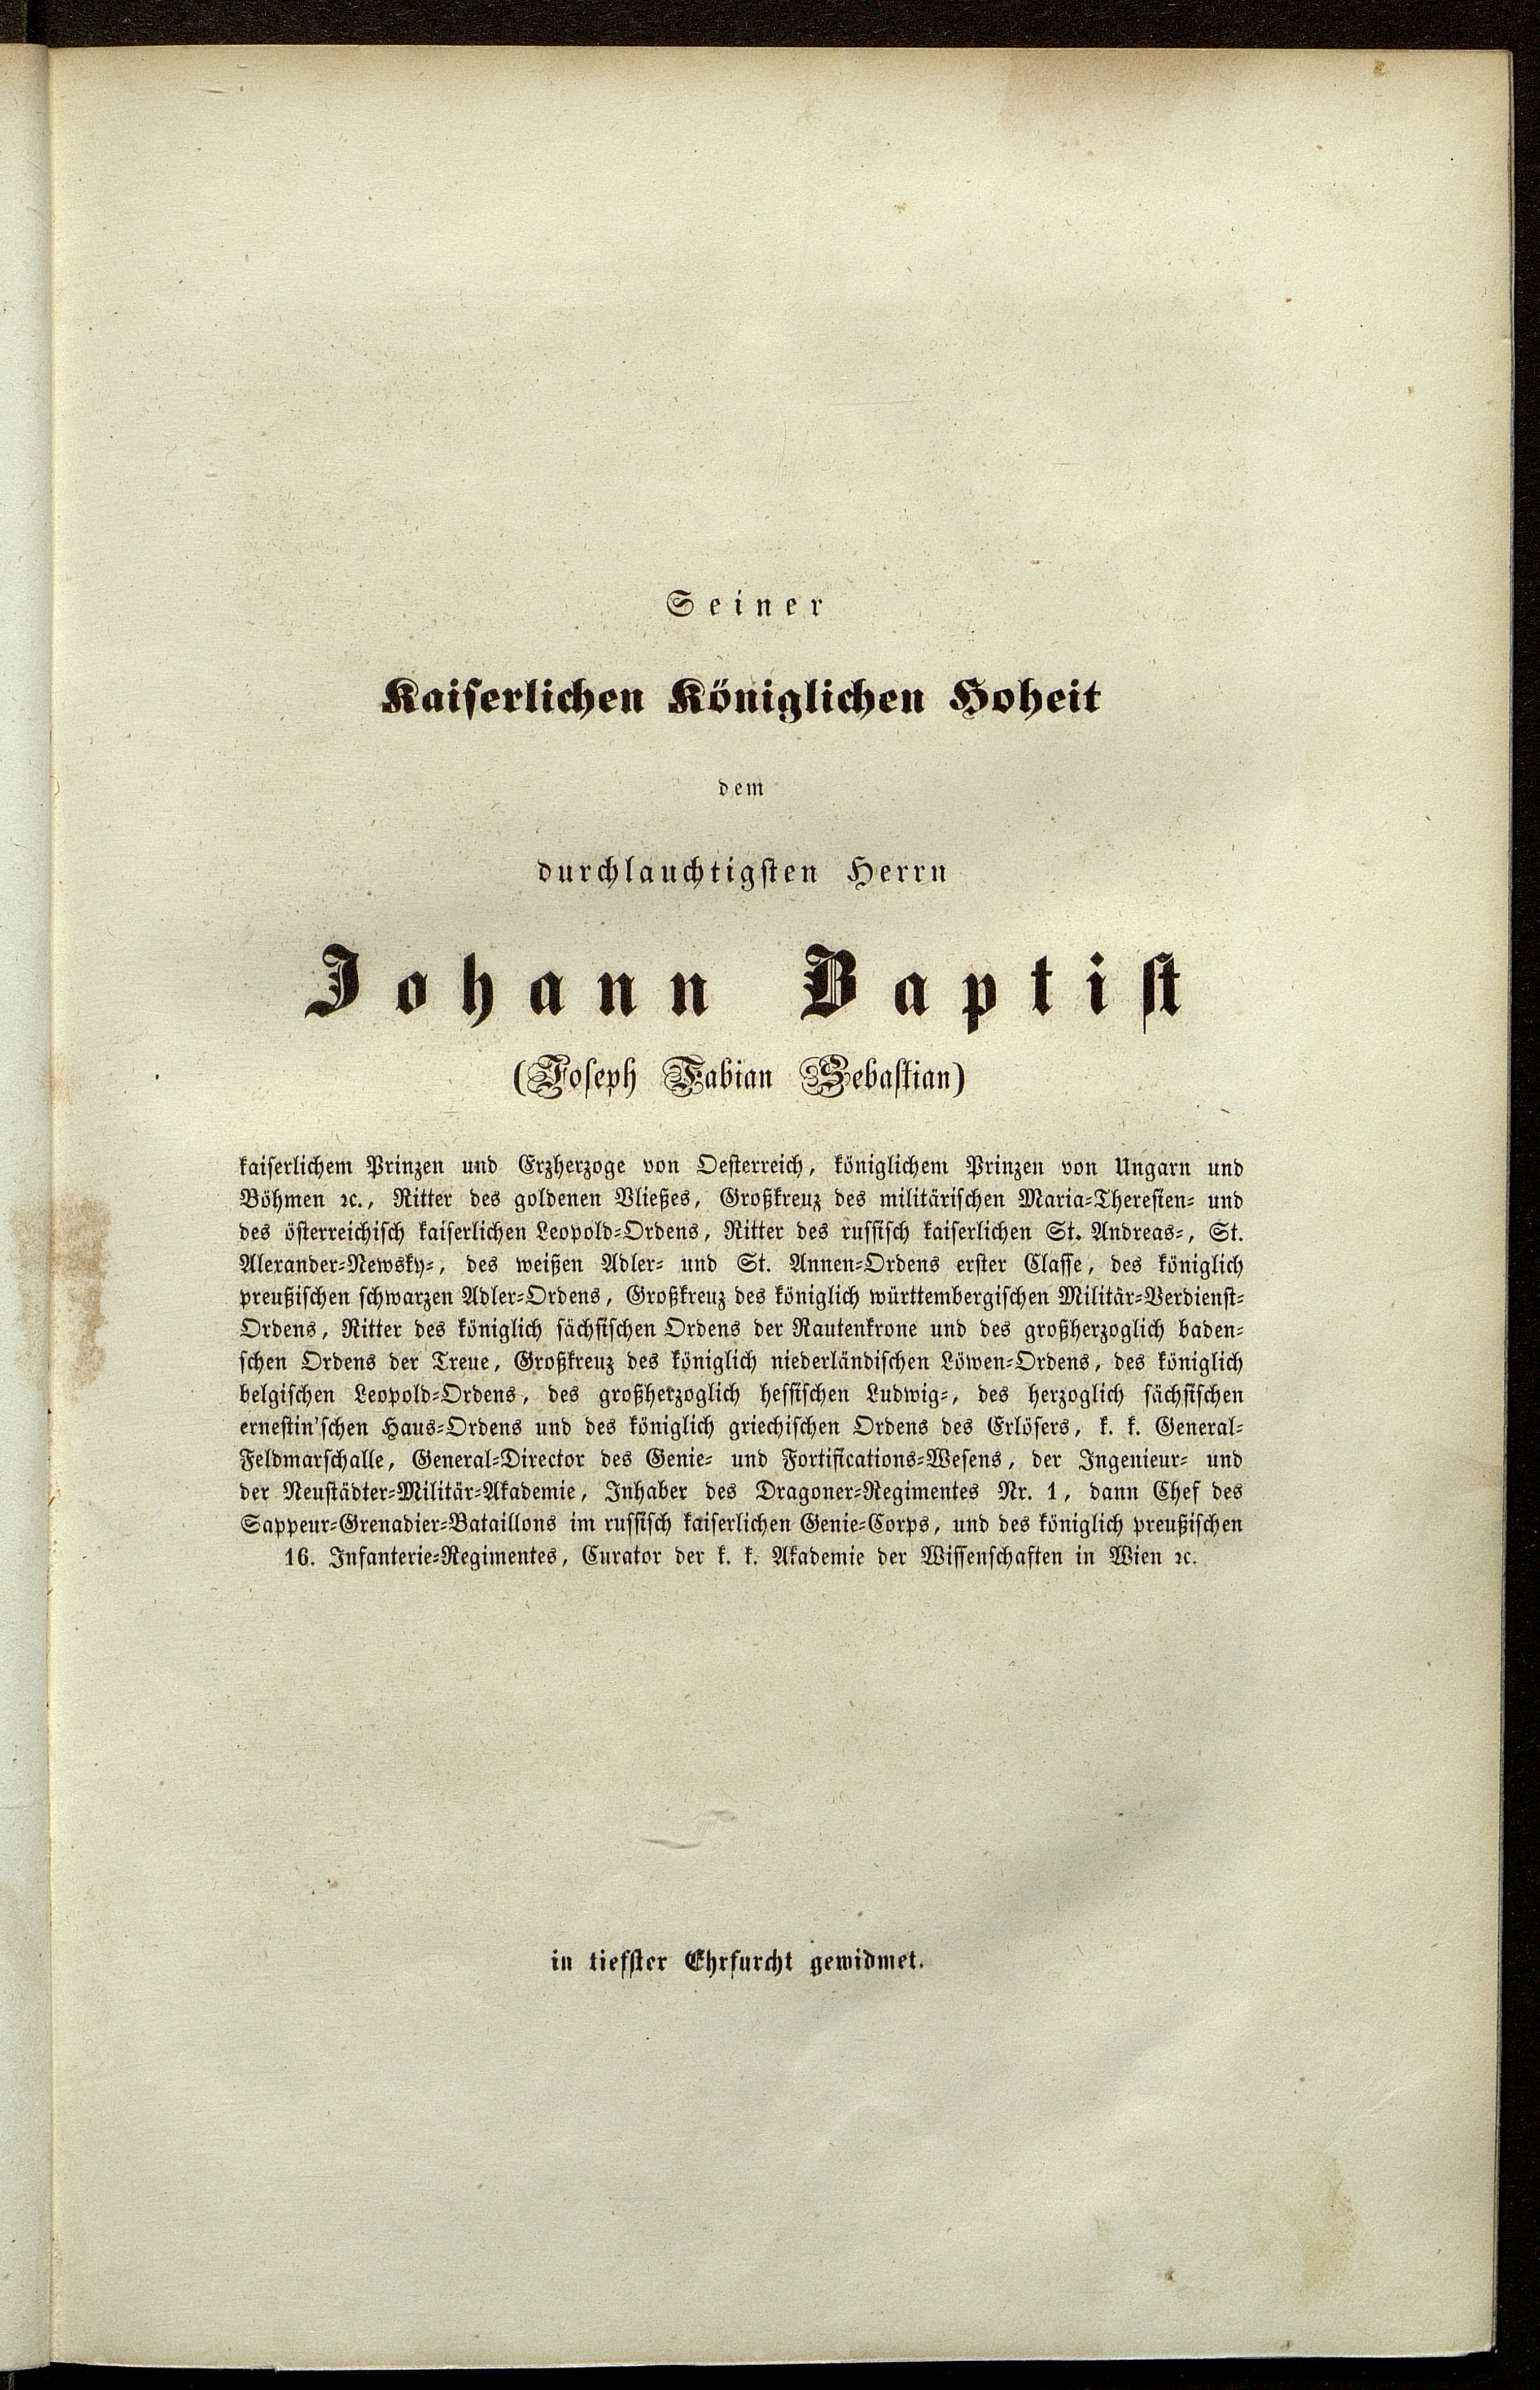 Seiner
Kaiserlichen Königlichen Hoheit
dem
durchlauchtigsten Herrn
Johann Baptist
(Joseph Fabian Sebastian)
kaiserlichem Prinzen und Erzherzoge von Oesterreich, königlichem Prinzen von Ungarn und
Böhmen ꝛc., Ritter des goldenen Vließes, Großkreuz des militärischen Maria-Theresien- und
des österreichisch kaiserlichen Leopold-Ordens, Ritter des russisch kaiserlichen St. Andreas-, St.
Alexander-Newsky-, des weißen Adler- und St. Annen-Ordens erster Classe, des königlich
preußischen schwarzen Adler-Ordens, Großkreuz des königlich württembergischen Militär-Verdienst-
Ordens, Ritter des königlich sächsischen Ordens der Rautenkrone und des großherzoglich baden-
schen Ordens der Treue, Großkreuz des königlich niederländischen Löwen-Ordens, des königlich
belgischen Leopold-Ordens, des großherzoglich hessischen Ludwig-, des herzoglich sächsischen
ernestin'schen Haus-Ordens und des königlich griechischen Ordens des Erlösers, k. k. General-
Feldmarschalle, General-Director des Genie- und Fortifications-Wesens, der Ingenieur- und
der Neustädter-Militär-Akademie, Inhaber des Dragoner-Regimentes Nr. 1, dann Chef des
Sappeur-Grenadier-Bataillons im russisch kaiserlichen Genie-Corps, und des königlich preußischen
16. Infanterie-Regimentes, Curator der k. k. Akademie der Wissenschaften in Wien ꝛc.
in tiefster Ehrfurcht gewidmet.